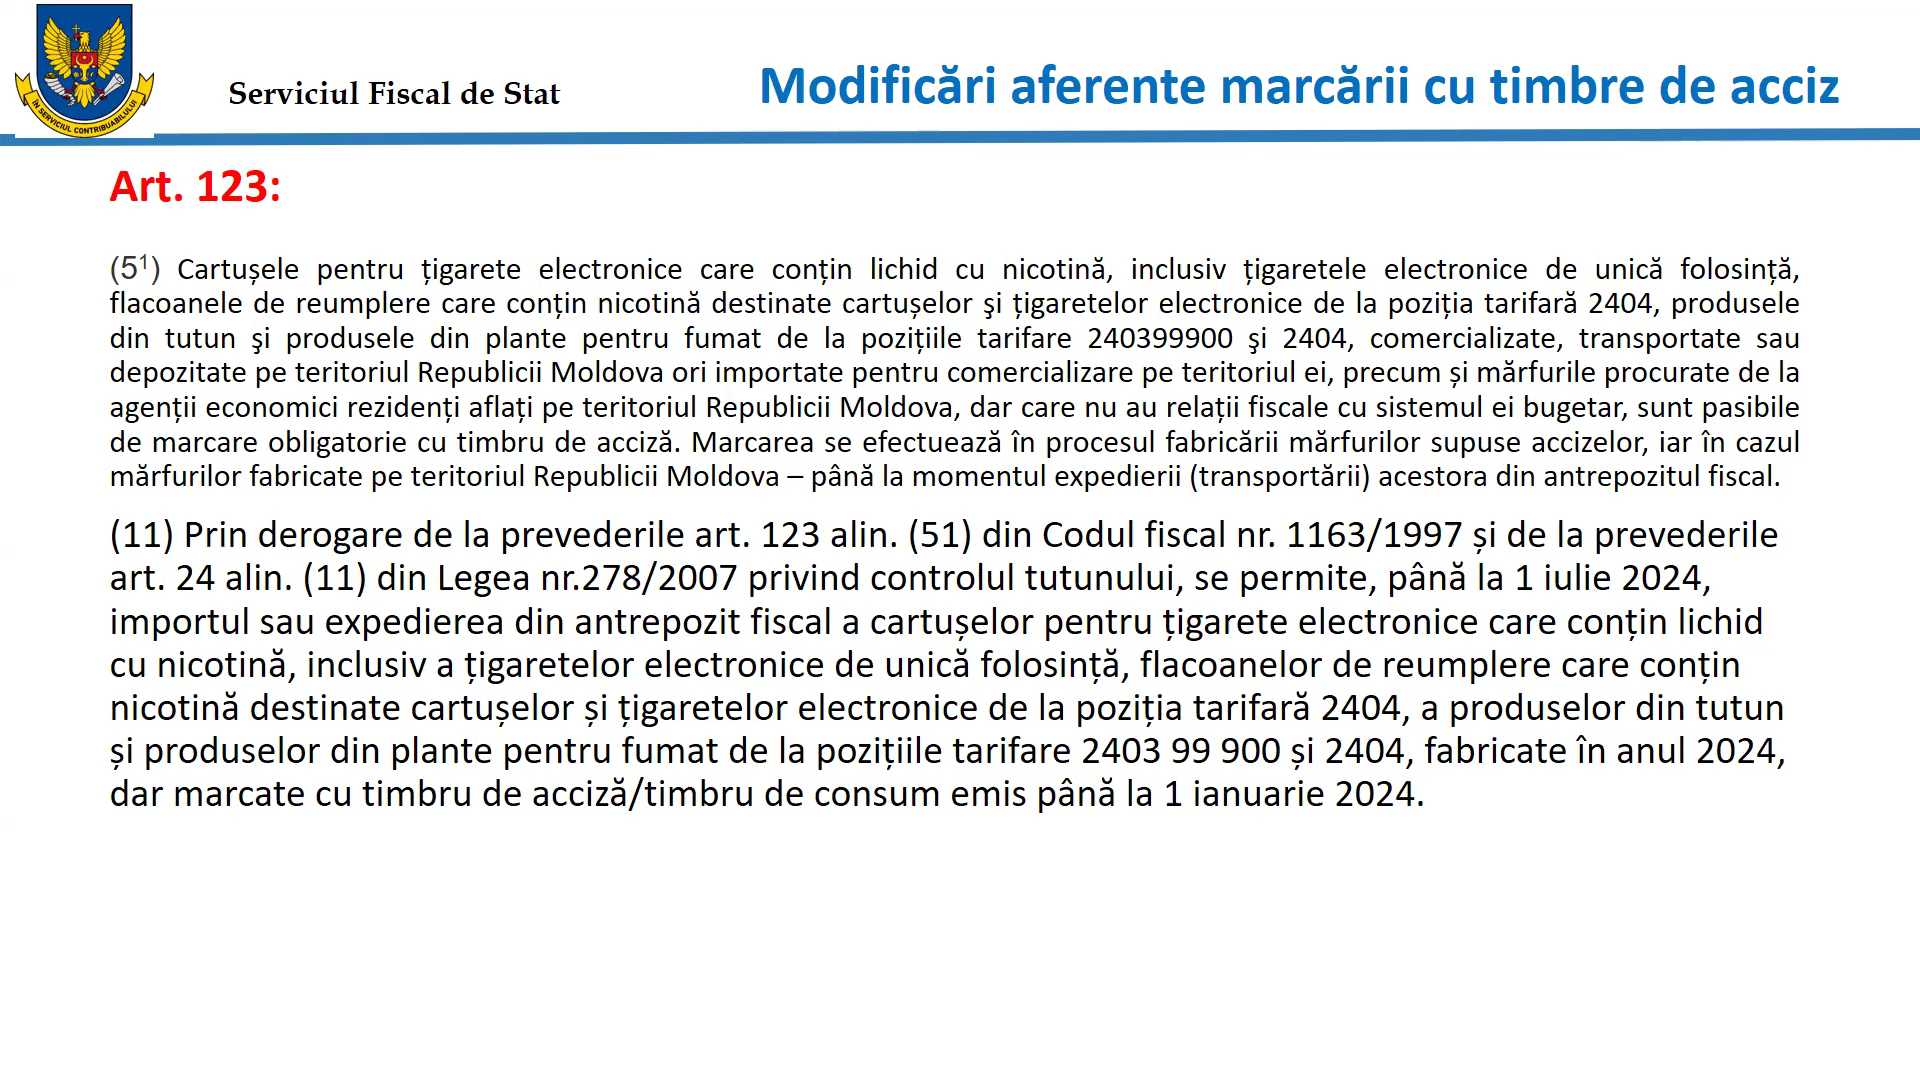 ÎN SERVICIUL CONTRIBUABILULUI
Serviciul Fiscal de Stat
Modificări aferente marcării cu timbre de acciz
Art. 123:
(5¹) Cartușele pentru țigarete electronice care conțin lichid cu nicotină, inclusiv țigaretele electronice de unică folosință,
flacoanele de reumplere care conțin nicotină destinate cartușelor şi țigaretelor electronice de la poziția tarifară 2404, produsele
din tutun şi produsele din plante pentru fumat de la pozițiile tarifare 240399900 şi 2404, comercializate, transportate sau
depozitate pe teritoriul Republicii Moldova ori importate pentru comercializare pe teritoriul ei, precum și mărfurile procurate de la
agenții economici rezidenți aflați pe teritoriul Republicii Moldova, dar care nu au relații fiscale cu sistemul ei bugetar, sunt pasibile
de marcare obligatorie cu timbru de acciză. Marcarea se efectuează în procesul fabricării mărfurilor supuse accizelor, iar în cazul
mărfurilor fabricate pe teritoriul Republicii Moldova – până la momentul expedierii (transportării) acestora din antrepozitul fiscal.
(11) Prin derogare de la prevederile art. 123 alin. (51) din Codul fiscal nr. 1163/1997 și de la prevederile
art. 24 alin. (11) din Legea nr.278/2007 privind controlul tutunului, se permite, până la 1 iulie 2024,
importul sau expedierea din antrepozit fiscal a cartușelor pentru țigarete electronice care conțin lichid
cu nicotină, inclusiv a țigaretelor electronice de unică folosință, flacoanelor de reumplere care conțin
nicotină destinate cartușelor și țigaretelor electronice de la poziția tarifară 2404, a produselor din tutun
și produselor din plante pentru fumat de la pozițiile tarifare 2403 99 900 și 2404, fabricate în anul 2024,
dar marcate cu timbru de acciză/timbru de consum emis până la 1 ianuarie 2024.